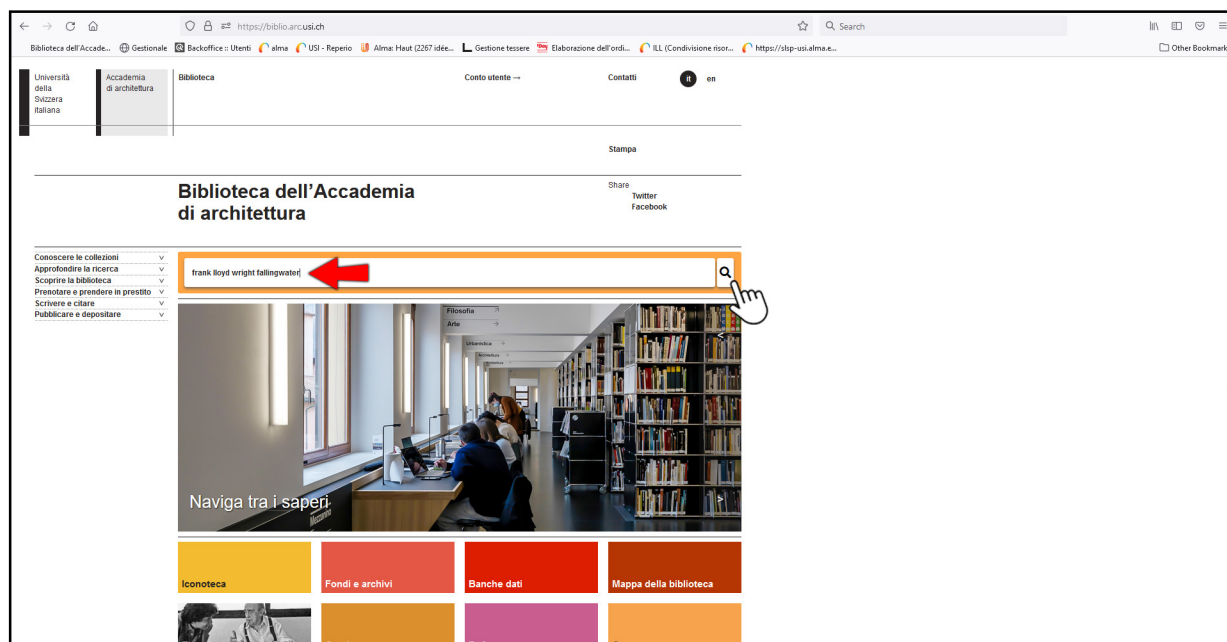 https://biblio.arc.usi.ch
Search
Biblioteca dell'Accade... Gestionale Backoffice :: Utenti alma USI - Reperio Alma: Haut (2267 idée... Gestione tessere Elaborazione dell'ordi... ILL (Condivisione risor... https://slsp-usi.alma.e... Other Bookmark
Università
della
Svizzera
italiana
Accademia
di architettura
Biblioteca
Conto utente →
Contatti
it en
Stampa
Biblioteca dell'Accademia
di architettura
Share
Twitter
Facebook
Conoscere le collezioni
Approfondire la ricerca
Scoprire la biblioteca
Prenotare e prendere in prestito
Scrivere e citare
Pubblicare e depositare
frank lloyd wright fallingwater
Filosofia
Arte
Urbanistica
Naviga tra i saperi
Mezzanino
Iconoteca
Fondi e archivi
Banche dati
Mappa della biblioteca